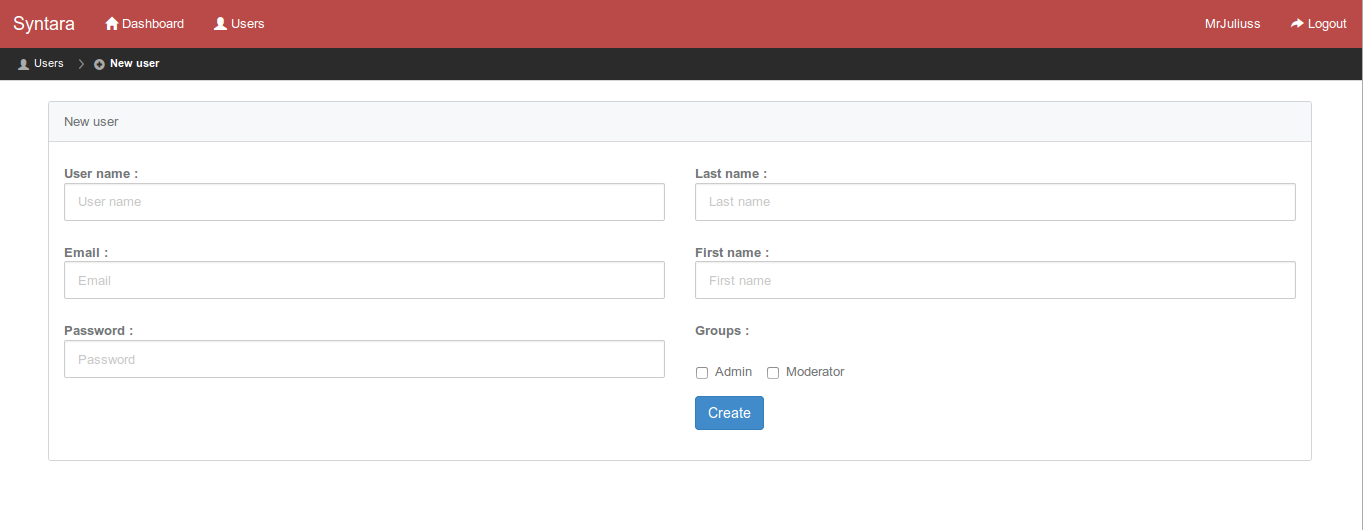 Syntara Dashboard Users MrJuliuss Logout
Users New user
New user
User name :
User name
Last name :
Last name
Email :
Email
First name :
First name
Password :
Password
Groups :
Admin Moderator
Create